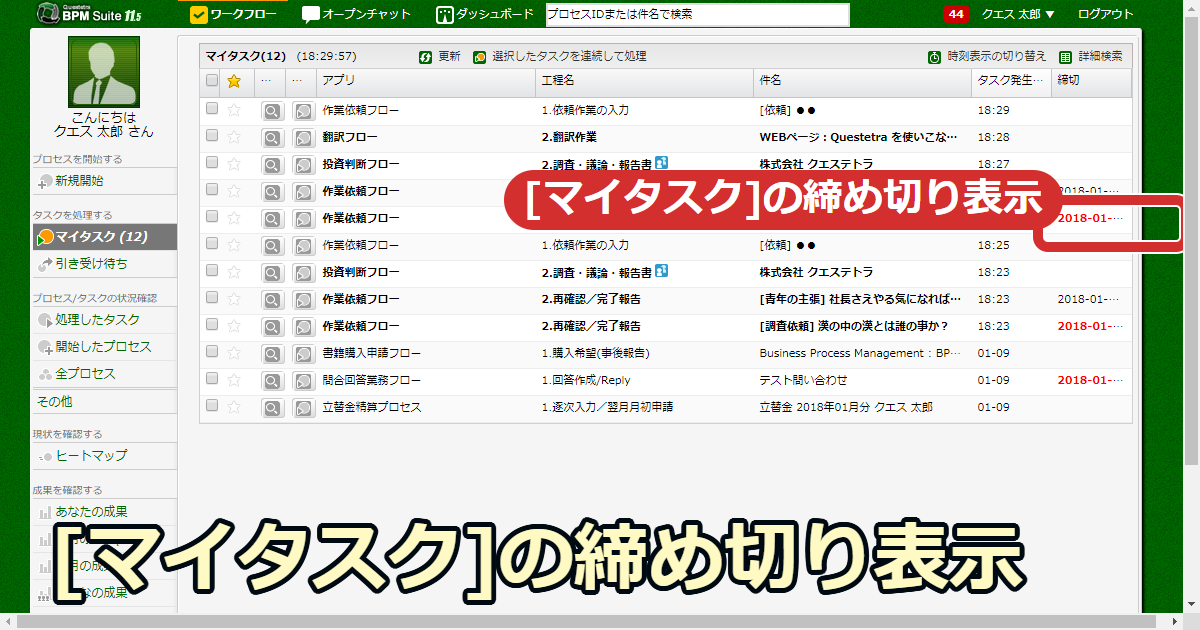 Questetra
BPM Suite 11.5
ワークフロー
オープンチャット
ダッシュボード
プロセスIDまたは件名で検索
44
クエス 太郎 ▼
ログアウト
こんにちは
クエス 太郎 さん
プロセスを開始する
新規開始
タスクを処理する
マイタスク (12)
引き受け待ち
プロセス/タスクの状況確認
処理したタスク
開始したプロセス
全プロセス
その他
現状を確認する
ヒートマップ
成果を確認する
あなたの成果
マイタスク(12) (18:29:57) 更新 選択したタスクを連続して処理 時刻表示の切り替え 詳細検索
… … アプリ 工程名 件名 タスク発生… 締切
作業依頼フロー 1.依頼作業の入力 [依頼] ●● 18:29
翻訳フロー 2.翻訳作業 WEBページ : Questetra を使いこな… 18:28
投資判断フロー 2.調査・議論・報告書 株式会社 クエステトラ 18:27
作業依頼フロー 2018-01-…
作業依頼フロー 2018-01-…
[マイタスク]の締め切り表示
作業依頼フロー 1.依頼作業の入力 [依頼] ●● 18:25
投資判断フロー 2.調査・議論・報告書 株式会社 クエステトラ 18:23
作業依頼フロー 2.再確認／完了報告 [青年の主張] 社長さえやる気になれば… 18:23 2018-01-…
作業依頼フロー 2.再確認／完了報告 [調査依頼] 漢の中の漢とは誰の事か？ 18:23 2018-01-…
書籍購入申請フロー 1.購入希望(事後報告) Business Process Management : BP… 01-09
問合回答業務フロー 1.回答作成/Reply テスト問い合わせ 01-09 2018-01-…
立替金精算プロセス 1.逐次入力／翌月月初申請 立替金 2018年01月分 クエス 太郎 01-09
[マイタスク]の締め切り表示